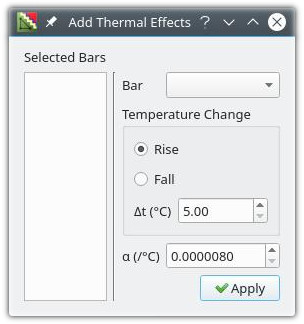 Add Thermal Effects
Selected Bars
Bar
Temperature Change
Rise
Fall
Δt (°C) 5.00
α (/°C) 0.0000080
Apply